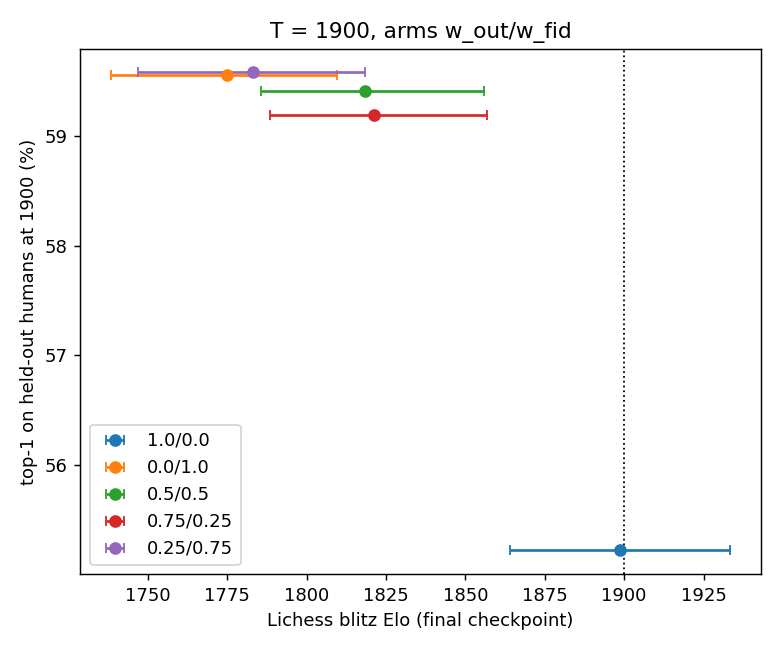 T = 1900, arms w_out/w_fid
top-1 on held-out humans at 1900 (%)
59
58
57
56
1.0/0.0
0.0/1.0
0.5/0.5
0.75/0.25
0.25/0.75
1750 1775 1800 1825 1850 1875 1900 1925
Lichess blitz Elo (final checkpoint)